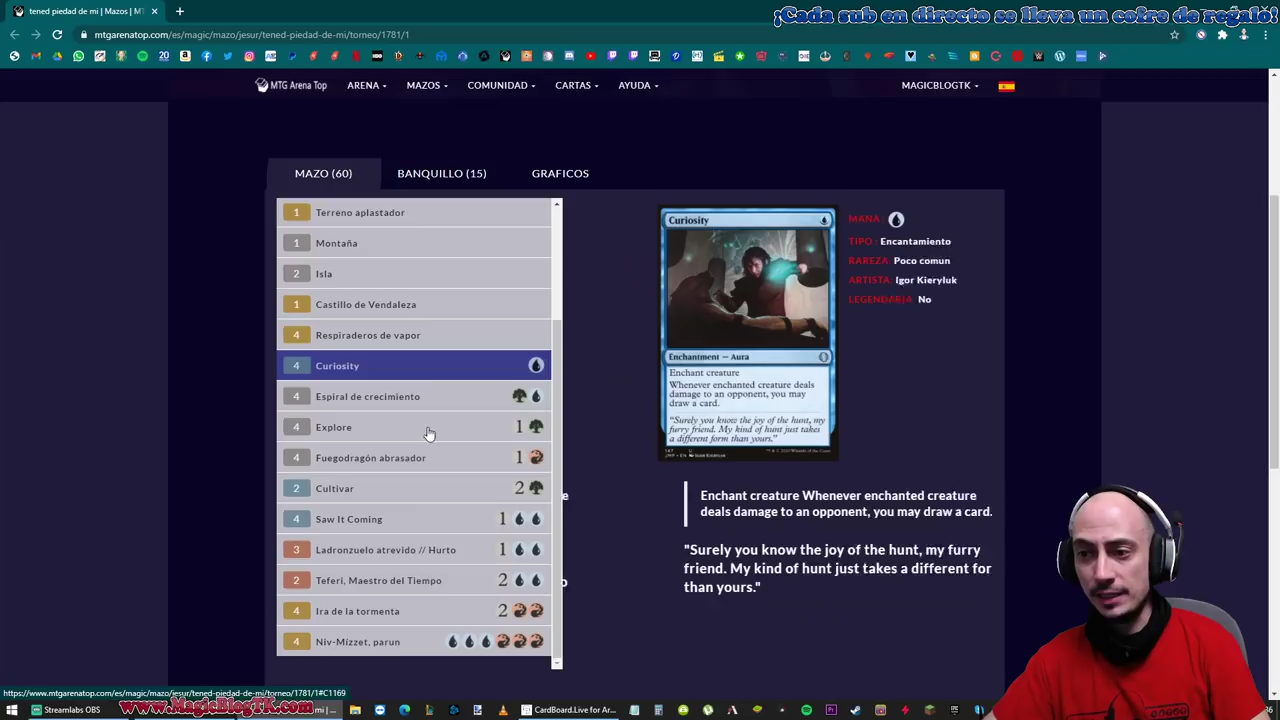 tened piedad de mi | Mazos | M
¡Cada sub en directo se lleva un cofre de regalo!
mtgarenatop.com/es/magic/mazo/jesur/tened-piedad-de-mi/torneo/1781/1
MTG Arena Top
ARENA
MAZOS
COMUNIDAD
CARTAS
AYUDA
MAGICBLOGTK
MAZO (60)
BANQUILLO (15)
GRAFICOS
1 Terreno aplastador
1 Montaña
2 Isla
1 Castillo de Vendaleza
4 Respiraderos de vapor
4 Curiosity
4 Espiral de crecimiento
4 Explore 1
4 Fuegodragón abrasador 1
2 Cultivar 2
4 Saw It Coming 1
3 Ladronzuelo atrevido // Hurto 1
2 Teferi, Maestro del Tiempo 2
4 Ira de la tormenta 2
4 Niv-Mízzet, parun
Curiosity
Enchantment — Aura
Enchant creature
Whenever enchanted creature deals
damage to an opponent, you may
draw a card.
"Surely you know the joy of the hunt, my
furry friend. My kind of hunt just takes
a different form than yours."
MANA :
TIPO : Encantamiento
RAREZA: Poco comun
ARTISTA: Igor Kieryluk
LEGENDARIA: No
Enchant creature Whenever enchanted creature
deals damage to an opponent, you may draw a card.
"Surely you know the joy of the hunt, my furry
friend. My kind of hunt just takes a different form
than yours."
https://www.mtgarenatop.com/es/magic/mazo/jesur/tened-piedad-de-mi/torneo/1781/1#C1169
www.MagicBlogTK.com
Streamlabs OBS
CardBoard.Live for Ar...